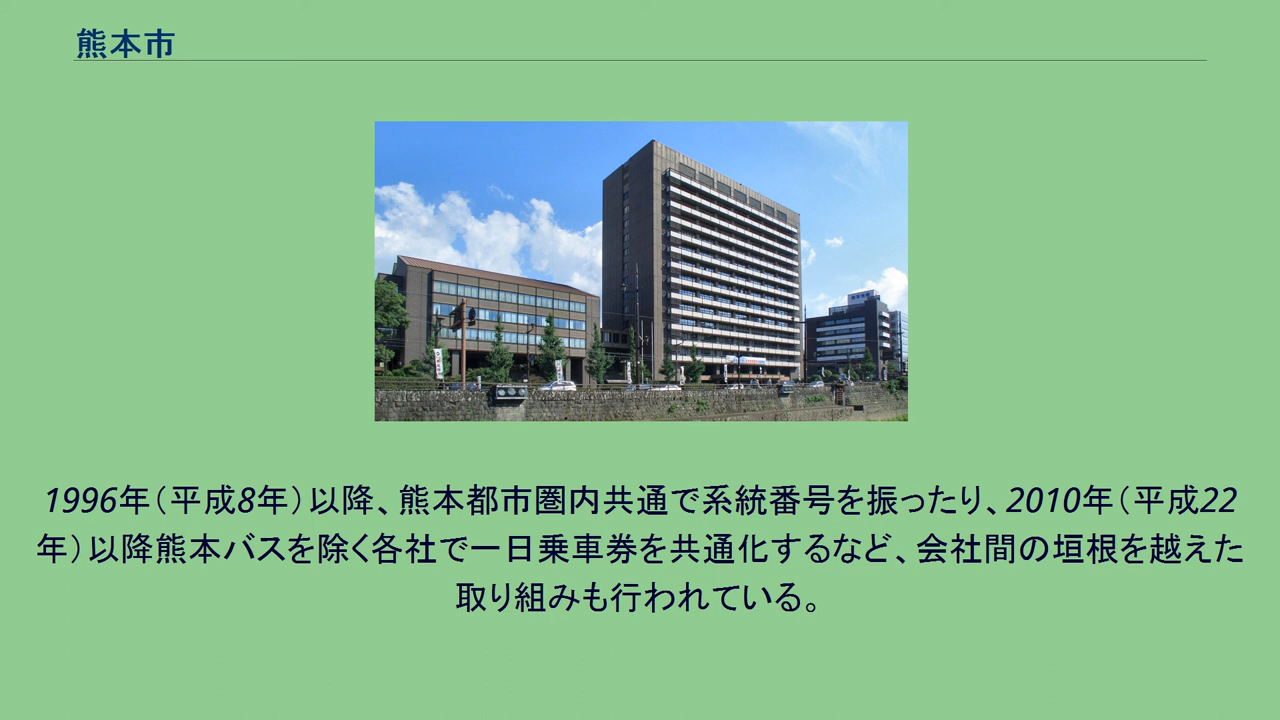 熊本市
1996年（平成8年）以降、熊本都市圏内共通で系統番号を振ったり、2010年（平成22
年）以降熊本バスを除く各社で一日乗車券を共通化するなど、会社間の垣根を越えた
取り組みも行われている。